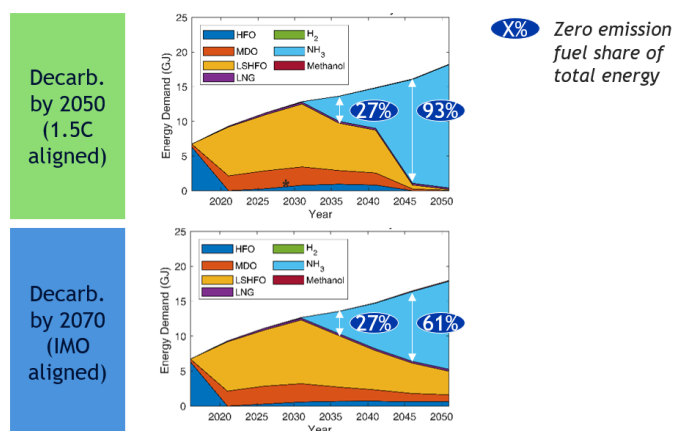 Decarb.
by 2050
(1.5C
aligned)
25
20
15
10
5
0
Energy Demand (GJ)
HFO
MDO
LSHFO
LNG
H₂
NH₃
Methanol
27%
93%
*
2020 2025 2030 2035 2040 2045 2050
Year
X%
Zero emission
fuel share of
total energy
Decarb.
by 2070
(IMO
aligned)
25
20
15
10
5
0
Energy Demand (GJ)
HFO
MDO
LSHFO
LNG
H₂
NH₃
Methanol
27%
61%
2020 2025 2030 2035 2040 2045 2050
Year